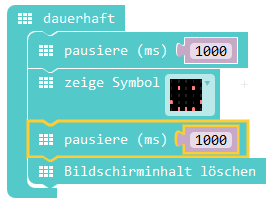 dauerhaft
pausiere (ms) 1000
zeige Symbol
pausiere (ms) 1000
Bildschirminhalt löschen